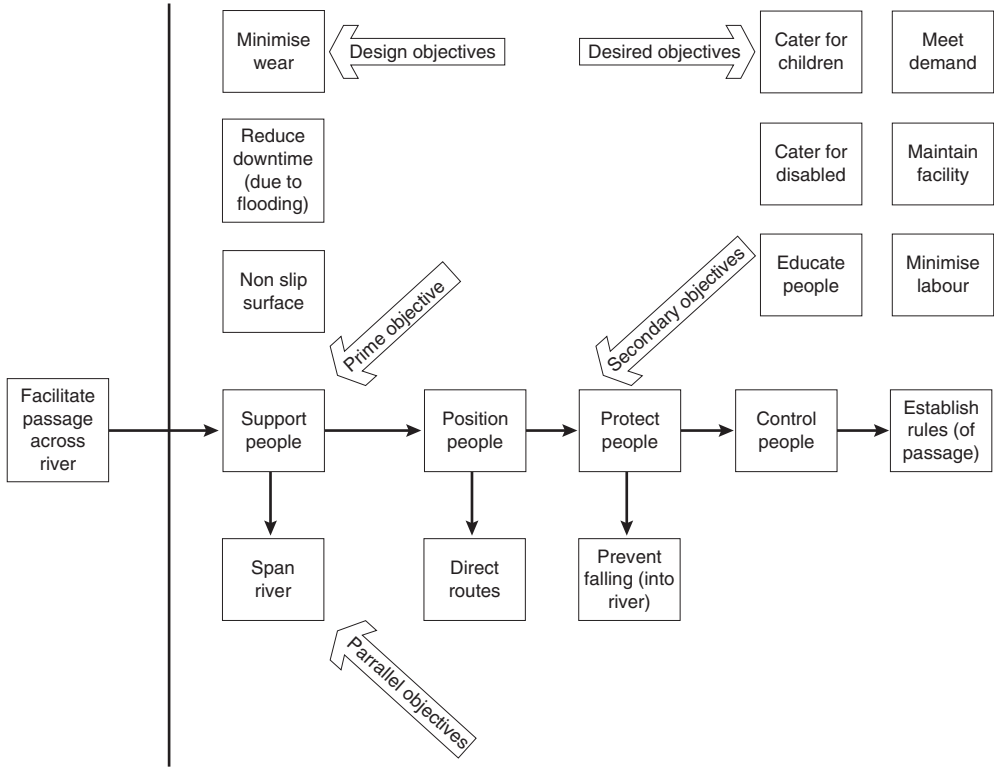 Minimise
wear
Design objectives
Desired objectives
Cater for
children
Meet
demand
Reduce
downtime
(due to
flooding)
Cater for
disabled
Maintain
facility
Non slip
surface
Prime objective
Secondary objectives
Educate
people
Minimise
labour
Facilitate
passage
across
river
Support
people
Position
people
Protect
people
Control
people
Establish
rules (of
passage)
Span
river
Direct
routes
Prevent
falling (into
river)
Parrallel objectives